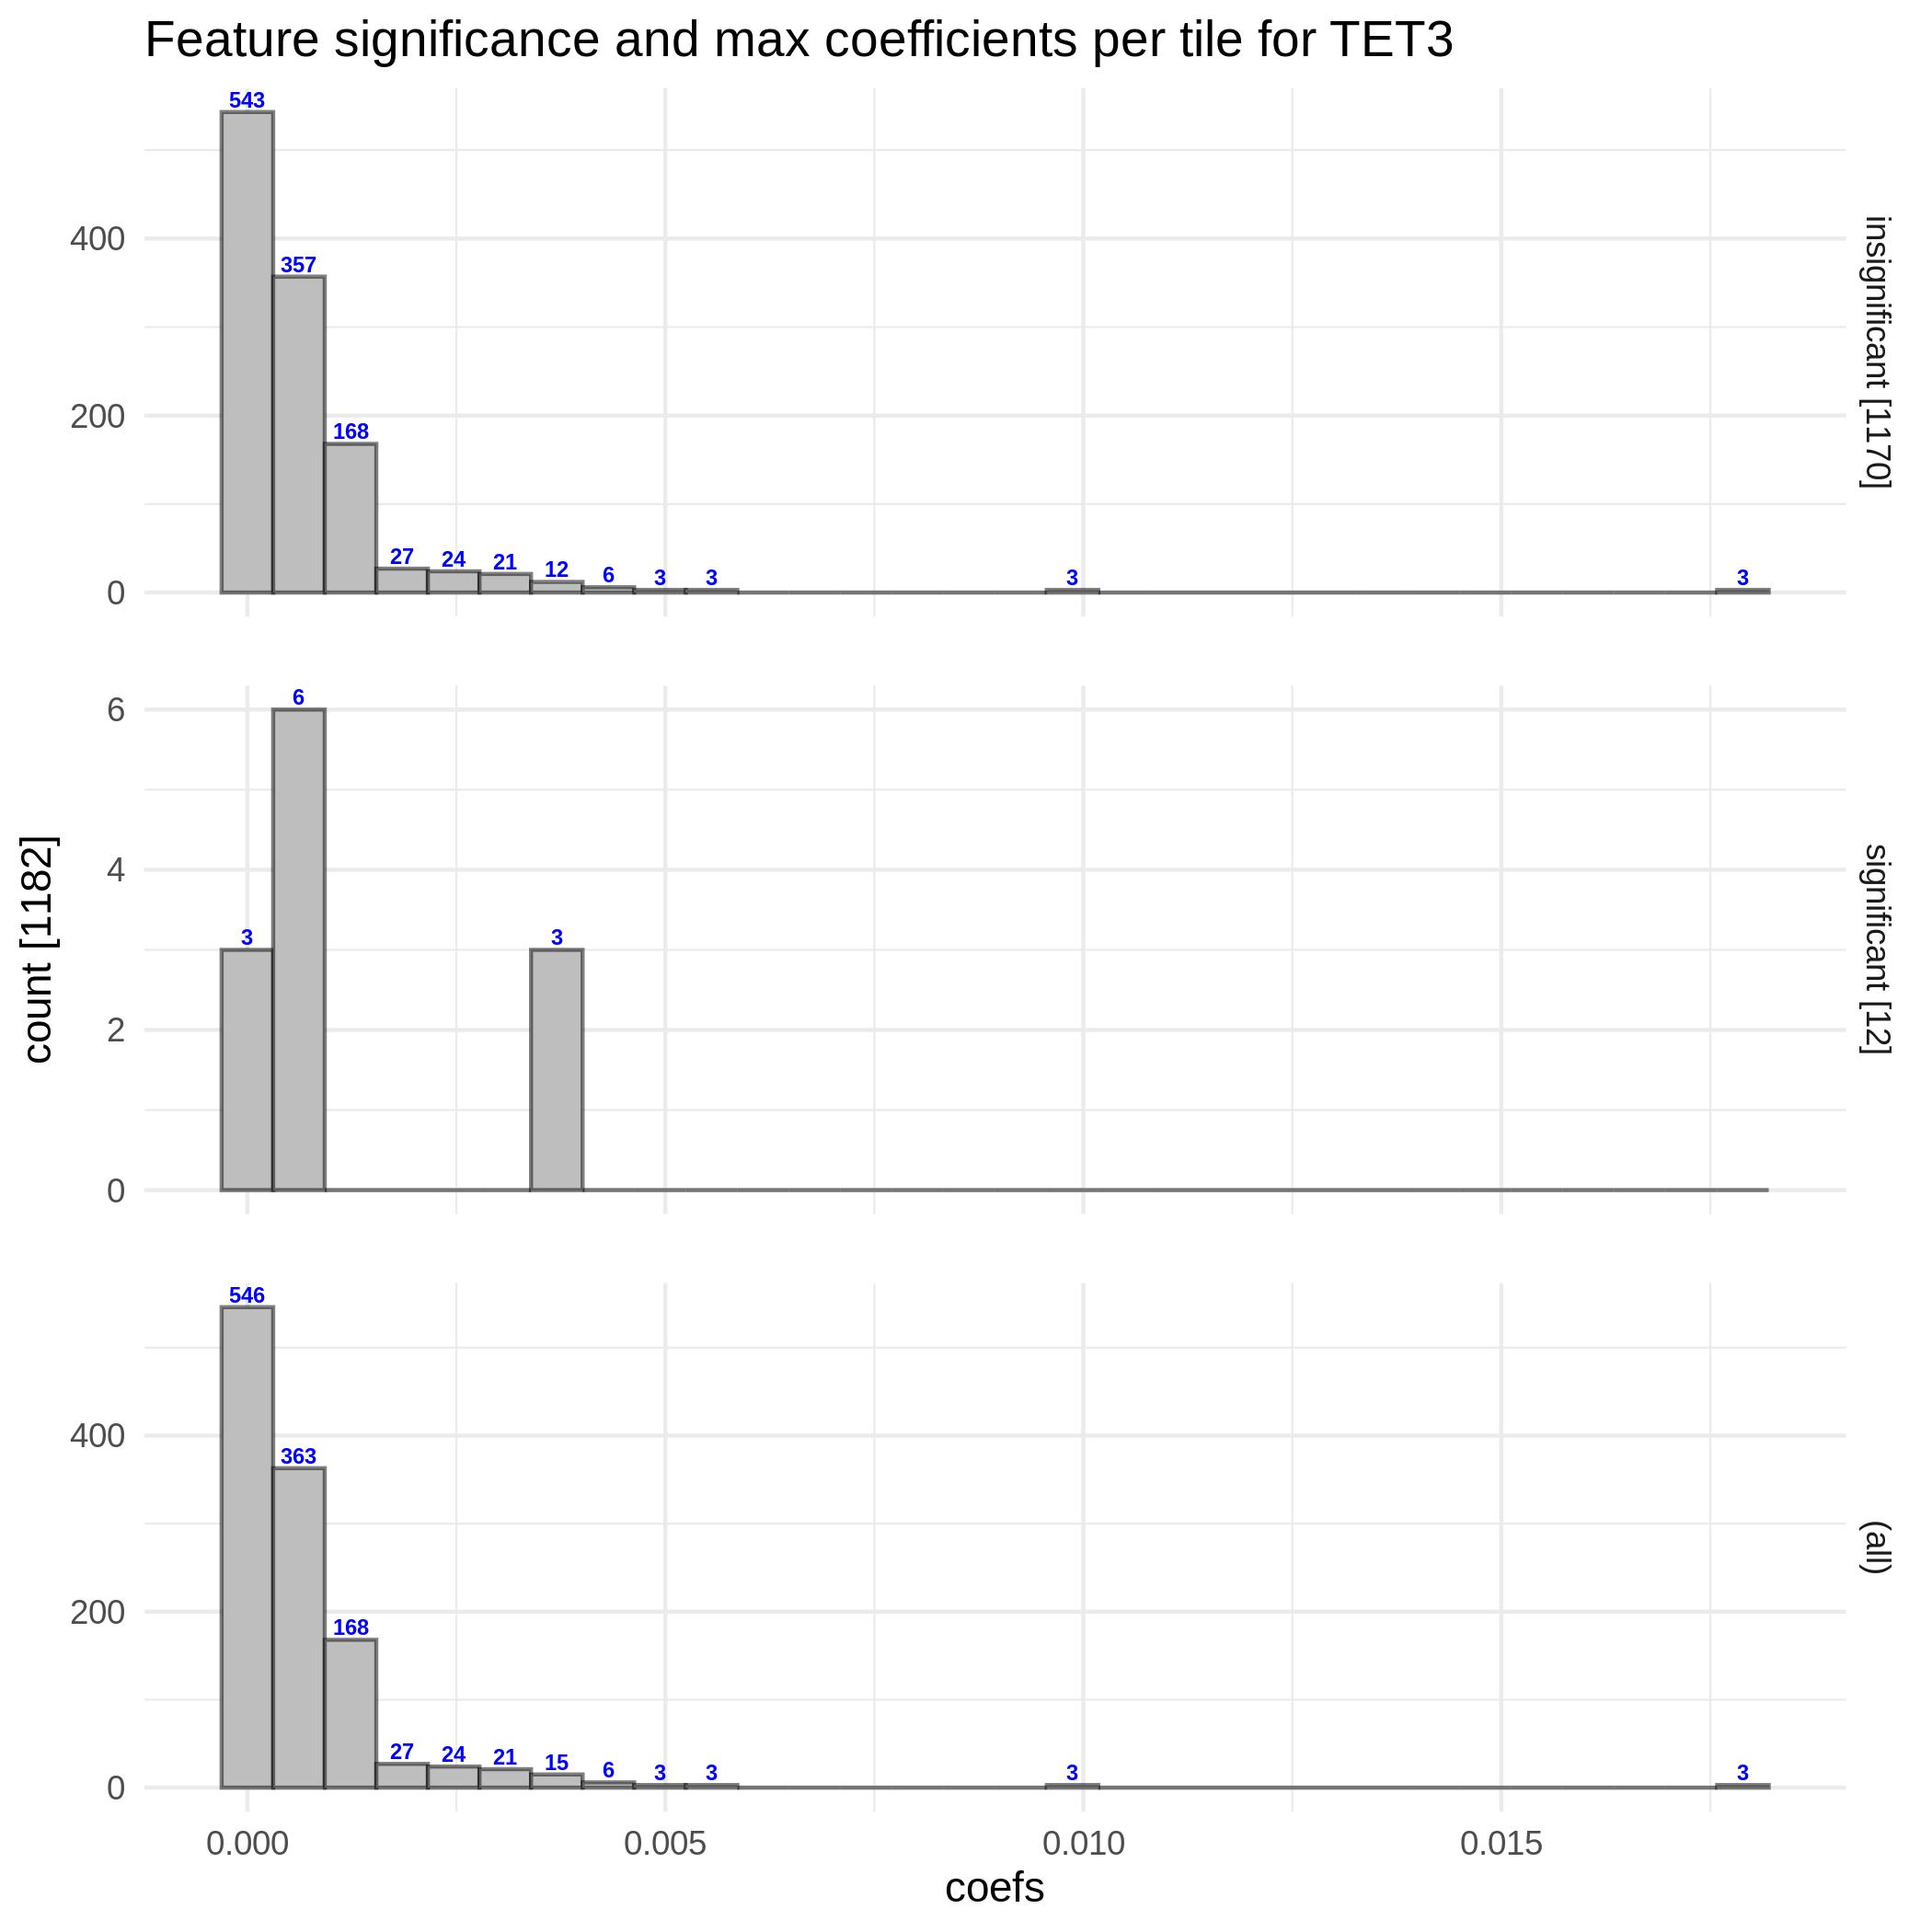 Feature significance and max coefficients per tile for TET3
543
357
168
27 24 21 12 6 3 3 3 3
400
200
0
insignificant [1170]
6
3 3
6
4
2
0
significant [12]
count [1182]
546
363
168
27 24 21 15 6 3 3 3 3
400
200
0
(all)
0.000 0.005 0.010 0.015
coefs